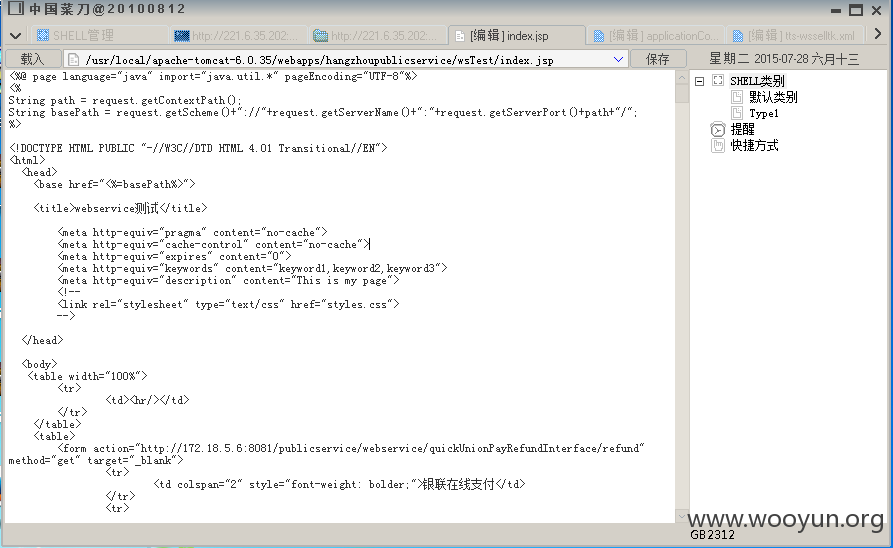 中国菜刀@20100812
SHELL管理
http://221.6.35.202:...
http://221.6.35.202:...
[编辑] index.jsp
[编辑] applicationCo...
[编辑] tts-wsselltk.xml
载入
/usr/local/apache-tomcat-6.0.35/webapps/hangzhoupublicservice/wsTest/index.jsp
保存
星期二 2015-07-28 六月十三
<%@ page language="java" import="java.util.*" pageEncoding="UTF-8"%>
<%
String path = request.getContextPath();
String basePath = request.getScheme()+"://"+request.getServerName()+":"+request.getServerPort()+path+"/";
%>
<!DOCTYPE HTML PUBLIC "-//W3C//DTD HTML 4.01 Transitional//EN">
<html>
<head>
<base href="<%=basePath%>">
<title>webservice测试</title>
<meta http-equiv="pragma" content="no-cache">
<meta http-equiv="cache-control" content="no-cache">
<meta http-equiv="expires" content="0">
<meta http-equiv="keywords" content="keyword1,keyword2,keyword3">
<meta http-equiv="description" content="This is my page">
<!--
<link rel="stylesheet" type="text/css" href="styles.css">
-->
</head>
<body>
<table width="100%">
<tr>
<td><hr/></td>
</tr>
</table>
<table>
<form action="http://172.18.5.6:8081/publicservice/webservice/quickUnionPayRefundInterface/refund"
method="get" target="_blank">
<tr>
<td colspan="2" style="font-weight: bolder;">银联在线支付</td>
</tr>
<tr>
SHELL类别
默认类别
Type1
提醒
快捷方式
www.wooyun.org
GB2312